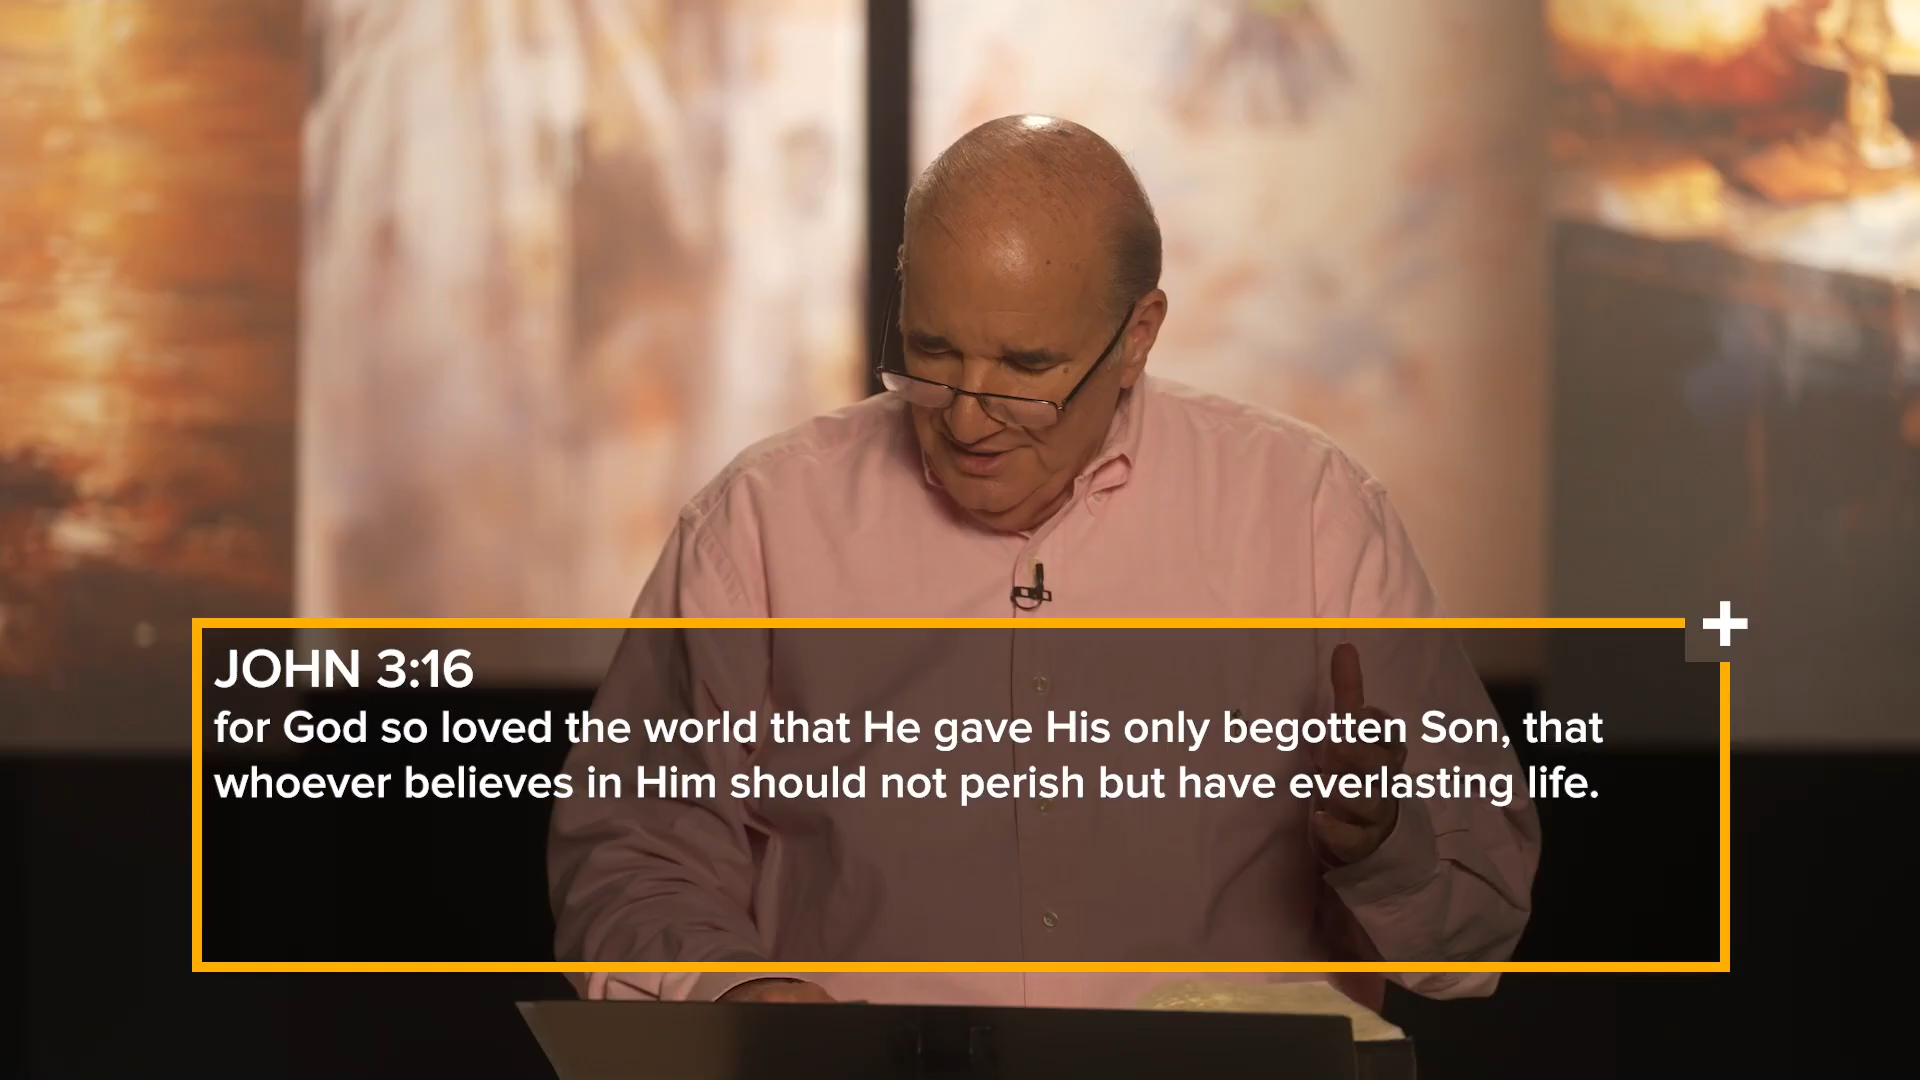 JOHN 3:16
for God so loved the world that He gave His only begotten Son, that
whoever believes in Him should not perish but have everlasting life.